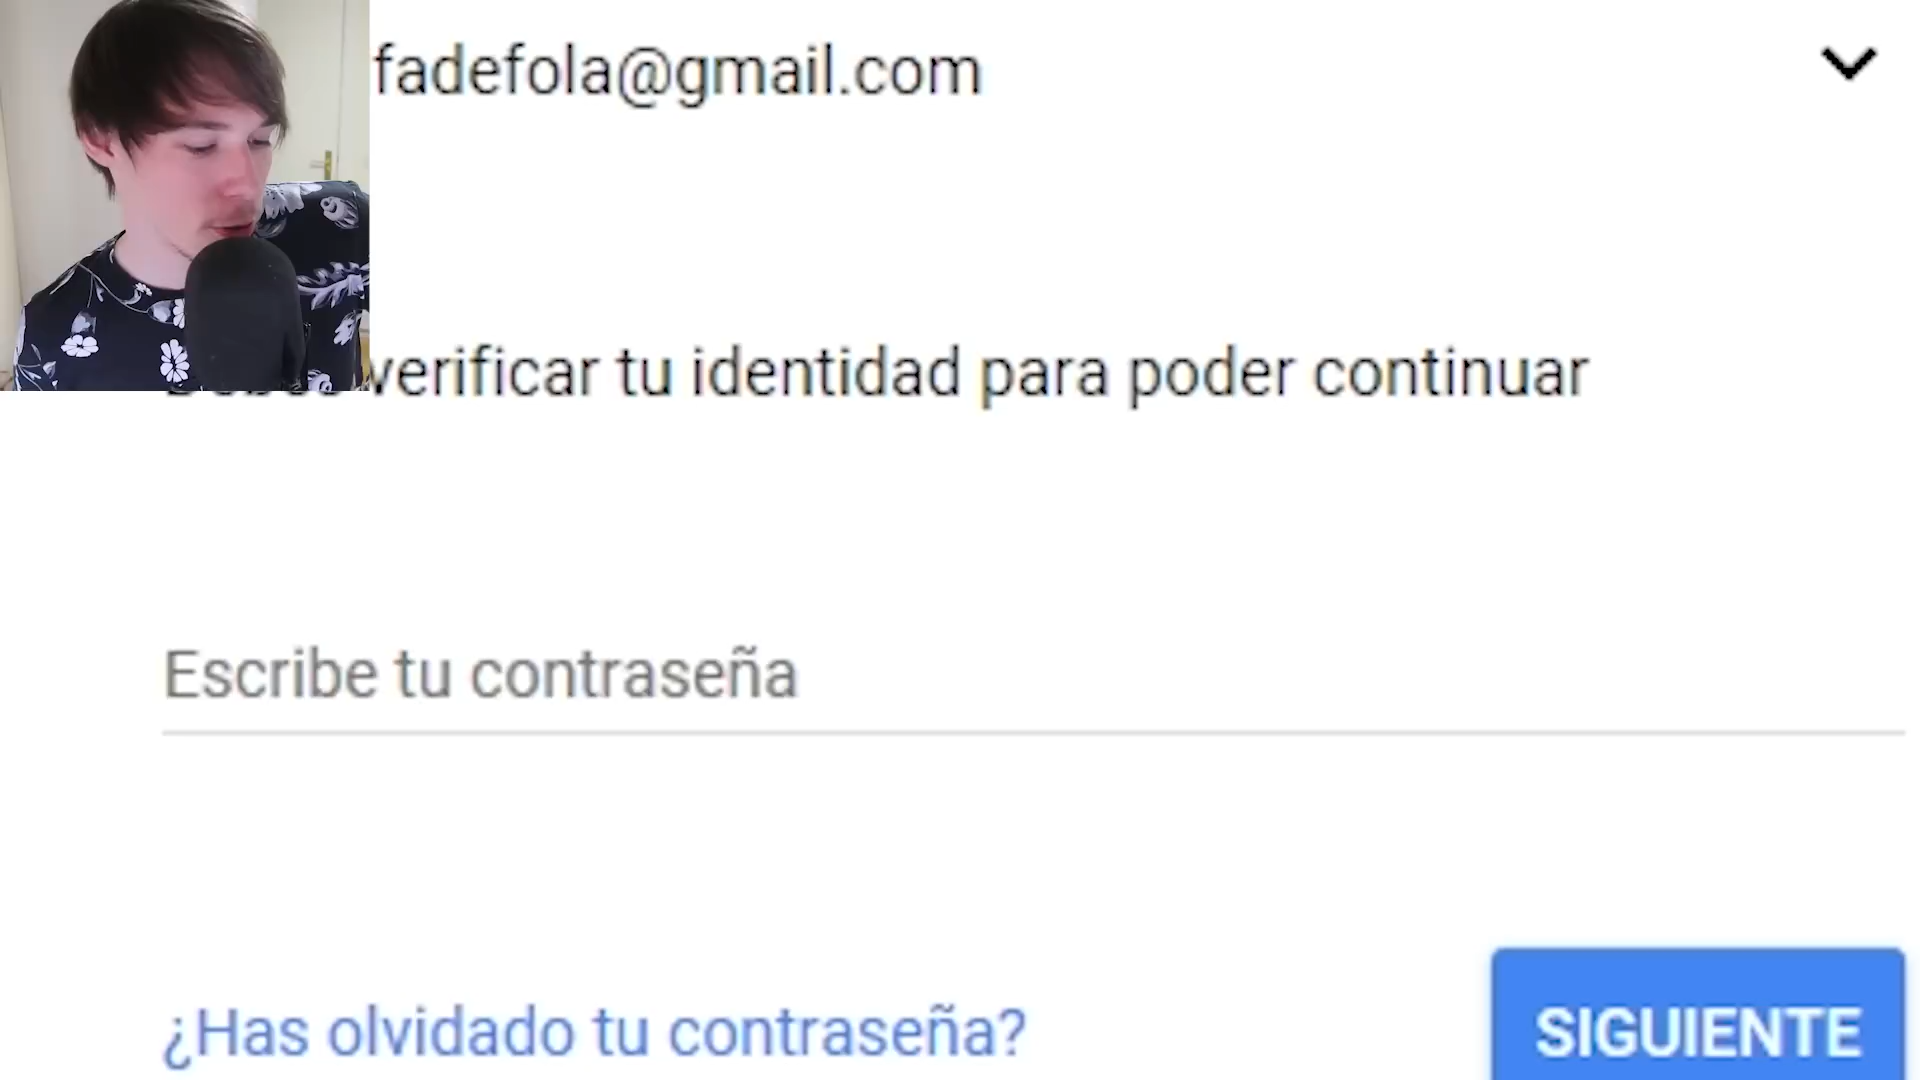 fadefola@gmail.com
verificar tu identidad para poder continuar
Escribe tu contraseña
¿Has olvidado tu contraseña?
SIGUIENTE